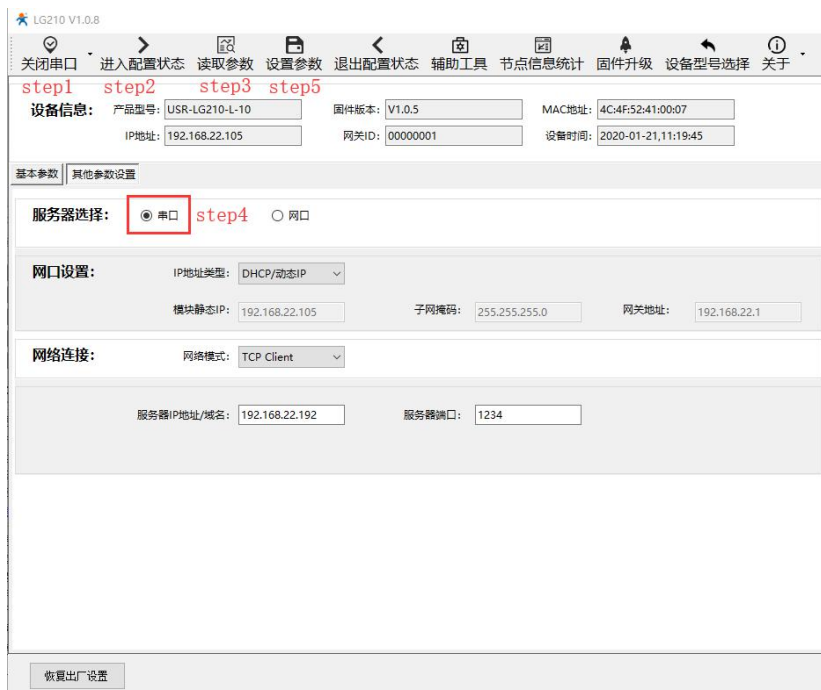 LG210 V1.0.8
关闭串口 进入配置状态 读取参数 设置参数 退出配置状态 辅助工具 节点信息统计 固件升级 设备型号选择 关于
step1 step2 step3 step5
设备信息: 产品型号: USR-LG210-L-10 固件版本: V1.0.5 MAC地址: 4C:4F:52:41:00:07
IP地址: 192.168.22.105 网关ID: 00000001 设备时间: 2020-01-21,11:19:45
基本参数 其他参数设置
服务器选择: 串口 step4 网口
网口设置: IP地址类型: DHCP/动态IP
模块静态IP: 192.168.22.105 子网掩码: 255.255.255.0 网关地址: 192.168.22.1
网络连接: 网络模式: TCP Client
服务器IP地址/域名: 192.168.22.192 服务器端口: 1234
恢复出厂设置